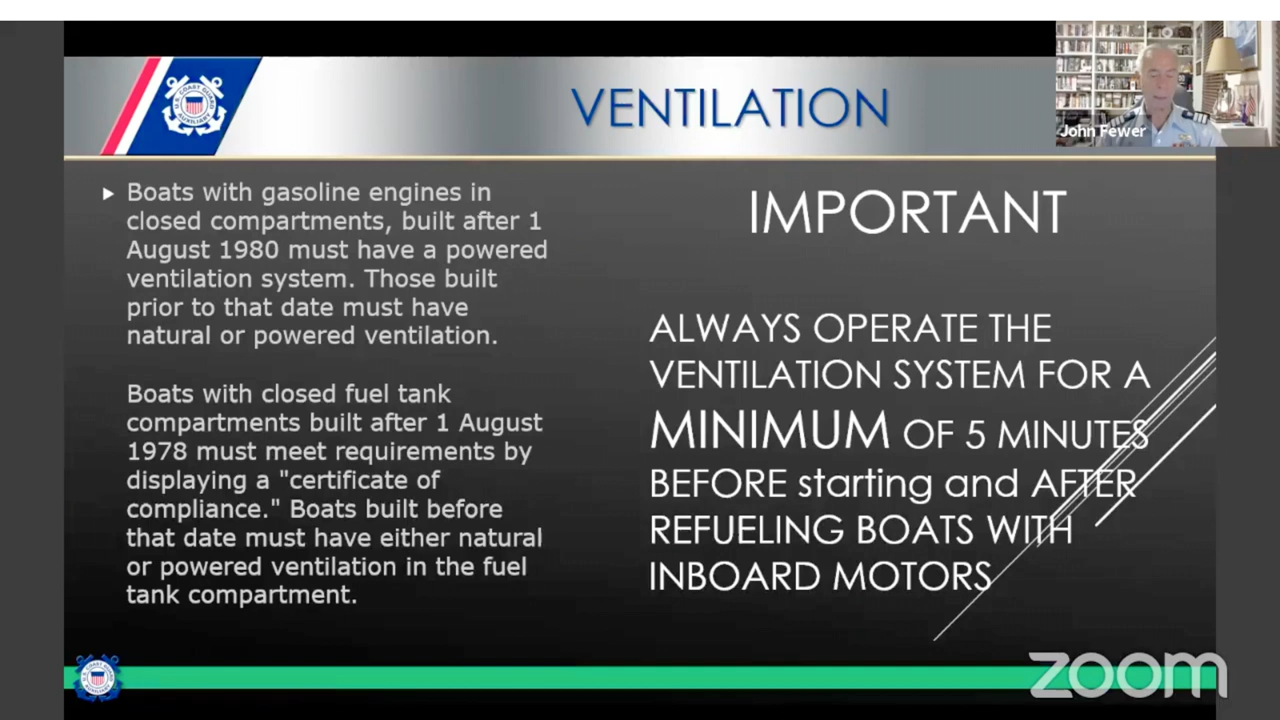 VENTILATION
John Fewer
U.S. COAST GUARD
AUXILIARY
Boats with gasoline engines in
closed compartments, built after 1
August 1980 must have a powered
ventilation system. Those built
prior to that date must have
natural or powered ventilation.
Boats with closed fuel tank
compartments built after 1 August
1978 must meet requirements by
displaying a "certificate of
compliance." Boats built before
that date must have either natural
or powered ventilation in the fuel
tank compartment.
IMPORTANT
ALWAYS OPERATE THE
VENTILATION SYSTEM FOR A
MINIMUM OF 5 MINUTES
BEFORE starting and AFTER
REFUELING BOATS WITH
INBOARD MOTORS
zoom